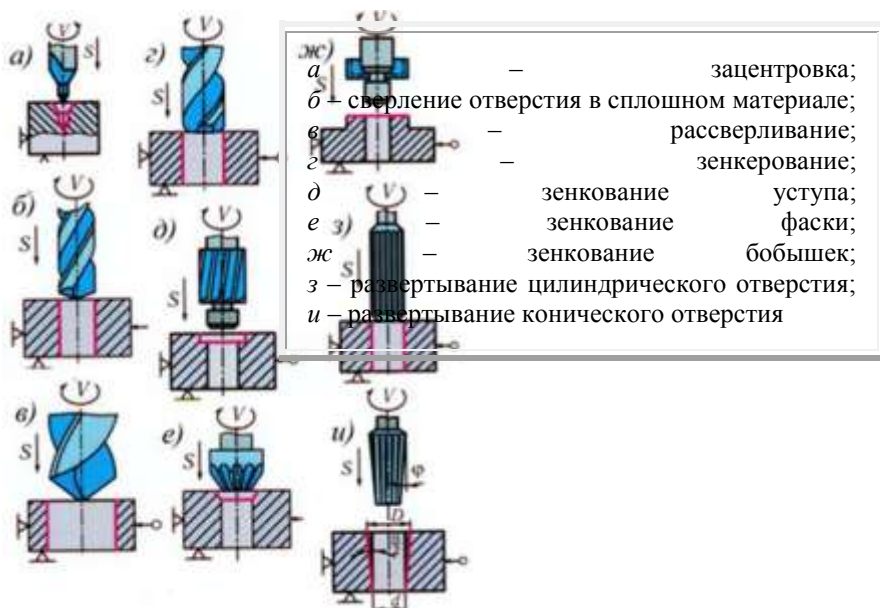 а)
V
S
б)
V
S
в)
V
S
г)
V
S
д)
V
S
е)
V
S
ж)
V
S
з)
V
S
и)
V
S
φ
D
d
а – зацентровка;
б – сверление отверстия в сплошном материале;
в – рассверливание;
г – зенкерование;
д – зенкование уступа;
е – зенкование фаски;
ж – зенкование бобышек;
з – развертывание цилиндрического отверстия;
и – развертывание конического отверстия